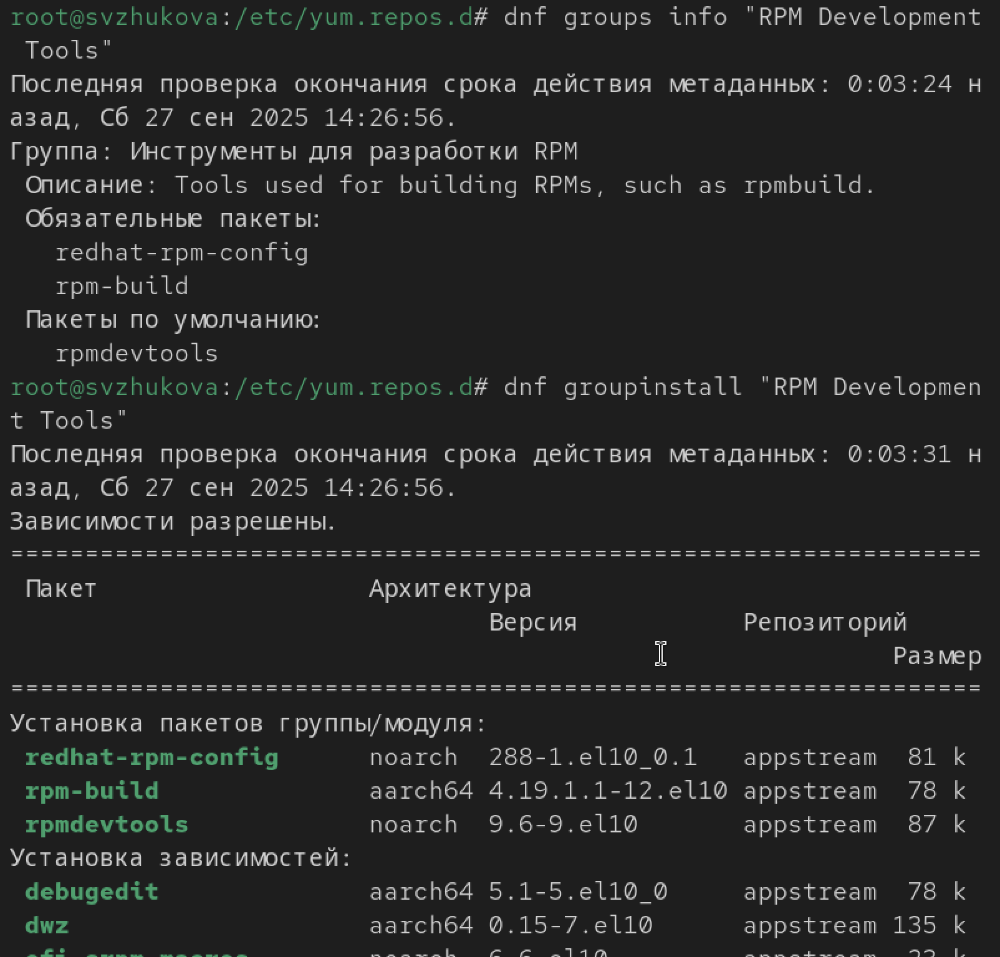 root@svzhukova:/etc/yum.repos.d# dnf groups info "RPM Development
 Tools"
Последняя проверка окончания срока действия метаданных: 0:03:24 н
азад, Сб 27 сен 2025 14:26:56.
Группа: Инструменты для разработки RPM
 Описание: Tools used for building RPMs, such as rpmbuild.
 Обязательные пакеты:
   redhat-rpm-config
   rpm-build
 Пакеты по умолчанию:
   rpmdevtools
root@svzhukova:/etc/yum.repos.d# dnf groupinstall "RPM Developmen
t Tools"
Последняя проверка окончания срока действия метаданных: 0:03:31 н
азад, Сб 27 сен 2025 14:26:56.
Зависимости разрешены.
=================================================================
 Пакет                  Архитектура
                                Версия           Репозиторий
                                                           Размер
=================================================================
Установка пакетов группы/модуля:
 redhat-rpm-config      noarch  288-1.el10_0.1   appstream  81 k
 rpm-build              aarch64 4.19.1.1-12.el10 appstream  78 k
 rpmdevtools            noarch  9.6-9.el10       appstream  87 k
Установка зависимостей:
 debugedit              aarch64 5.1-5.el10_0     appstream  78 k
 dwz                    aarch64 0.15-7.el10      appstream 135 k